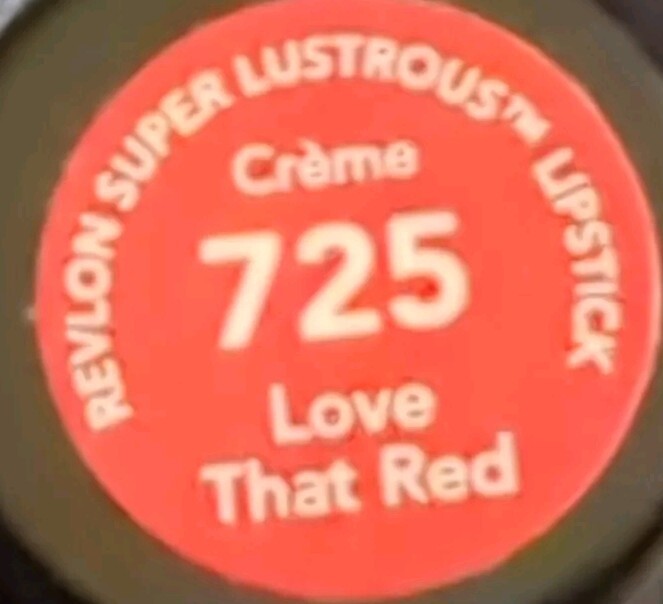 REVLON SUPER LUSTROUS™ LIPSTICK
Crème
725
Love
That Red